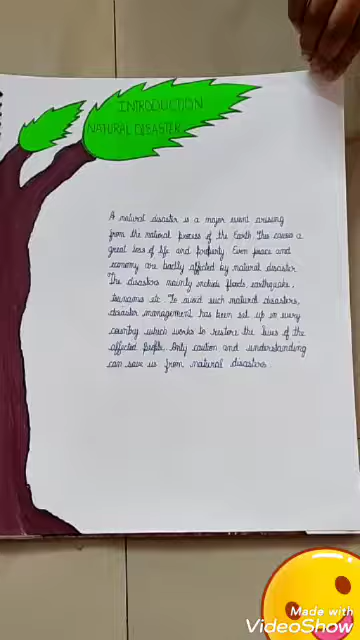 INTRODUCTION
NATURAL DISASTER
A natural disaster is a major event arising
from the natural process of the Earth. This causes a
great loss of life and property. Even peace and
economy are badly affected by natural disaster.
The disasters mainly include floods, earthquake,
tsunamis etc. To avoid such natural disasters,
disaster management has been set up in every
country which works to restore the lives of the
affected people. Only caution and understanding
can save us from natural disasters.
Made with
VideoShow